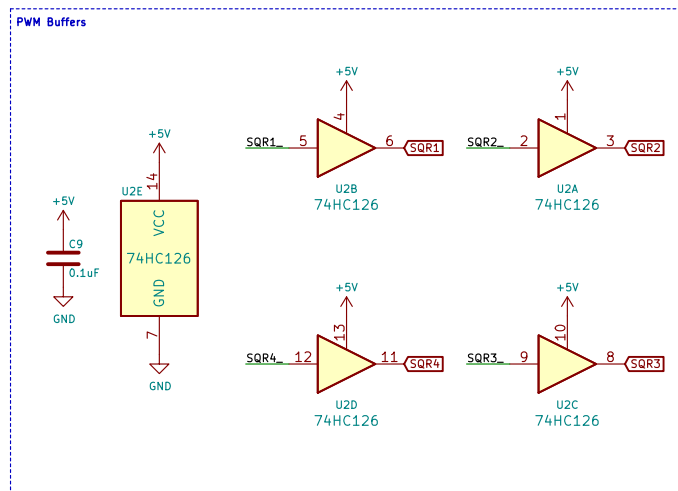 PWM Buffers
+5V
4
SQR1_
5
6
SQR1
U2B
74HC126
+5V
1
SQR2_
2
3
SQR2
U2A
74HC126
+5V
14
U2E
VCC
74HC126
GND
7
GND
+5V
C9
0.1uF
GND
+5V
13
SQR4_
12
11
SQR4
U2D
74HC126
+5V
10
SQR3_
9
8
SQR3
U2C
74HC126